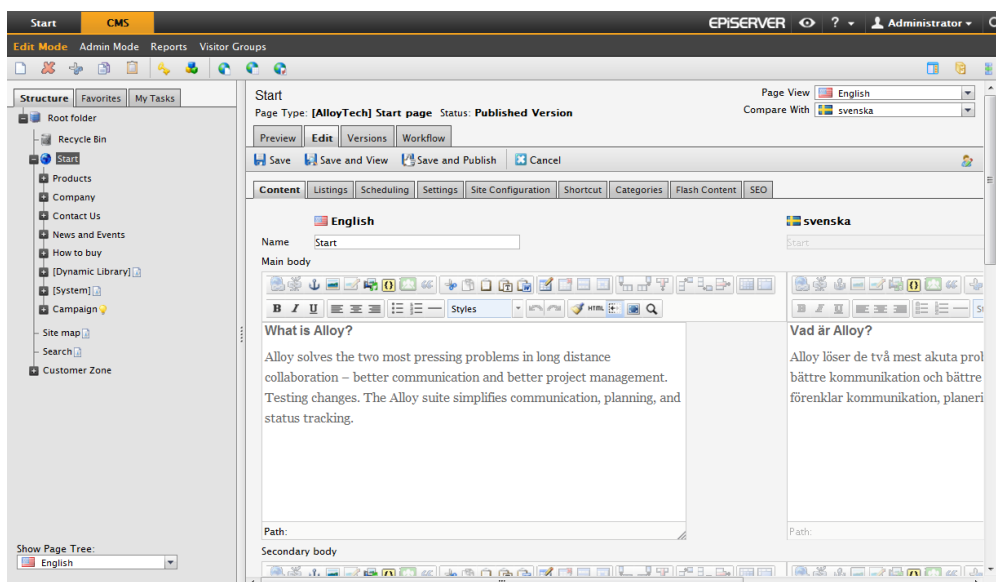 Start CMS EPiSERVER ? Administrator
Edit Mode Admin Mode Reports Visitor Groups
Structure Favorites My Tasks
Root folder
Recycle Bin
Start
Products
Company
Contact Us
News and Events
How to buy
[Dynamic Library]
[System]
Campaign
Site map
Search
Customer Zone
Show Page Tree:
English
Start
Page View English
Page Type: [AlloyTech] Start page Status: Published Version
Compare With svenska
Preview Edit Versions Workflow
Save Save and View Save and Publish Cancel
Content Listings Scheduling Settings Site Configuration Shortcut Categories Flash Content SEO
English svenska
Name Start Start
Main body
B I U Styles HTML B I U
What is Alloy?
Alloy solves the two most pressing problems in long distance
collaboration – better communication and better project management.
Testing changes. The Alloy suite simplifies communication, planning, and
status tracking.
Path:
Vad är Alloy?
Alloy löser de två mest akuta
bättre kommunikation och bättre
förenklar kommunikation,
Path:
Secondary body